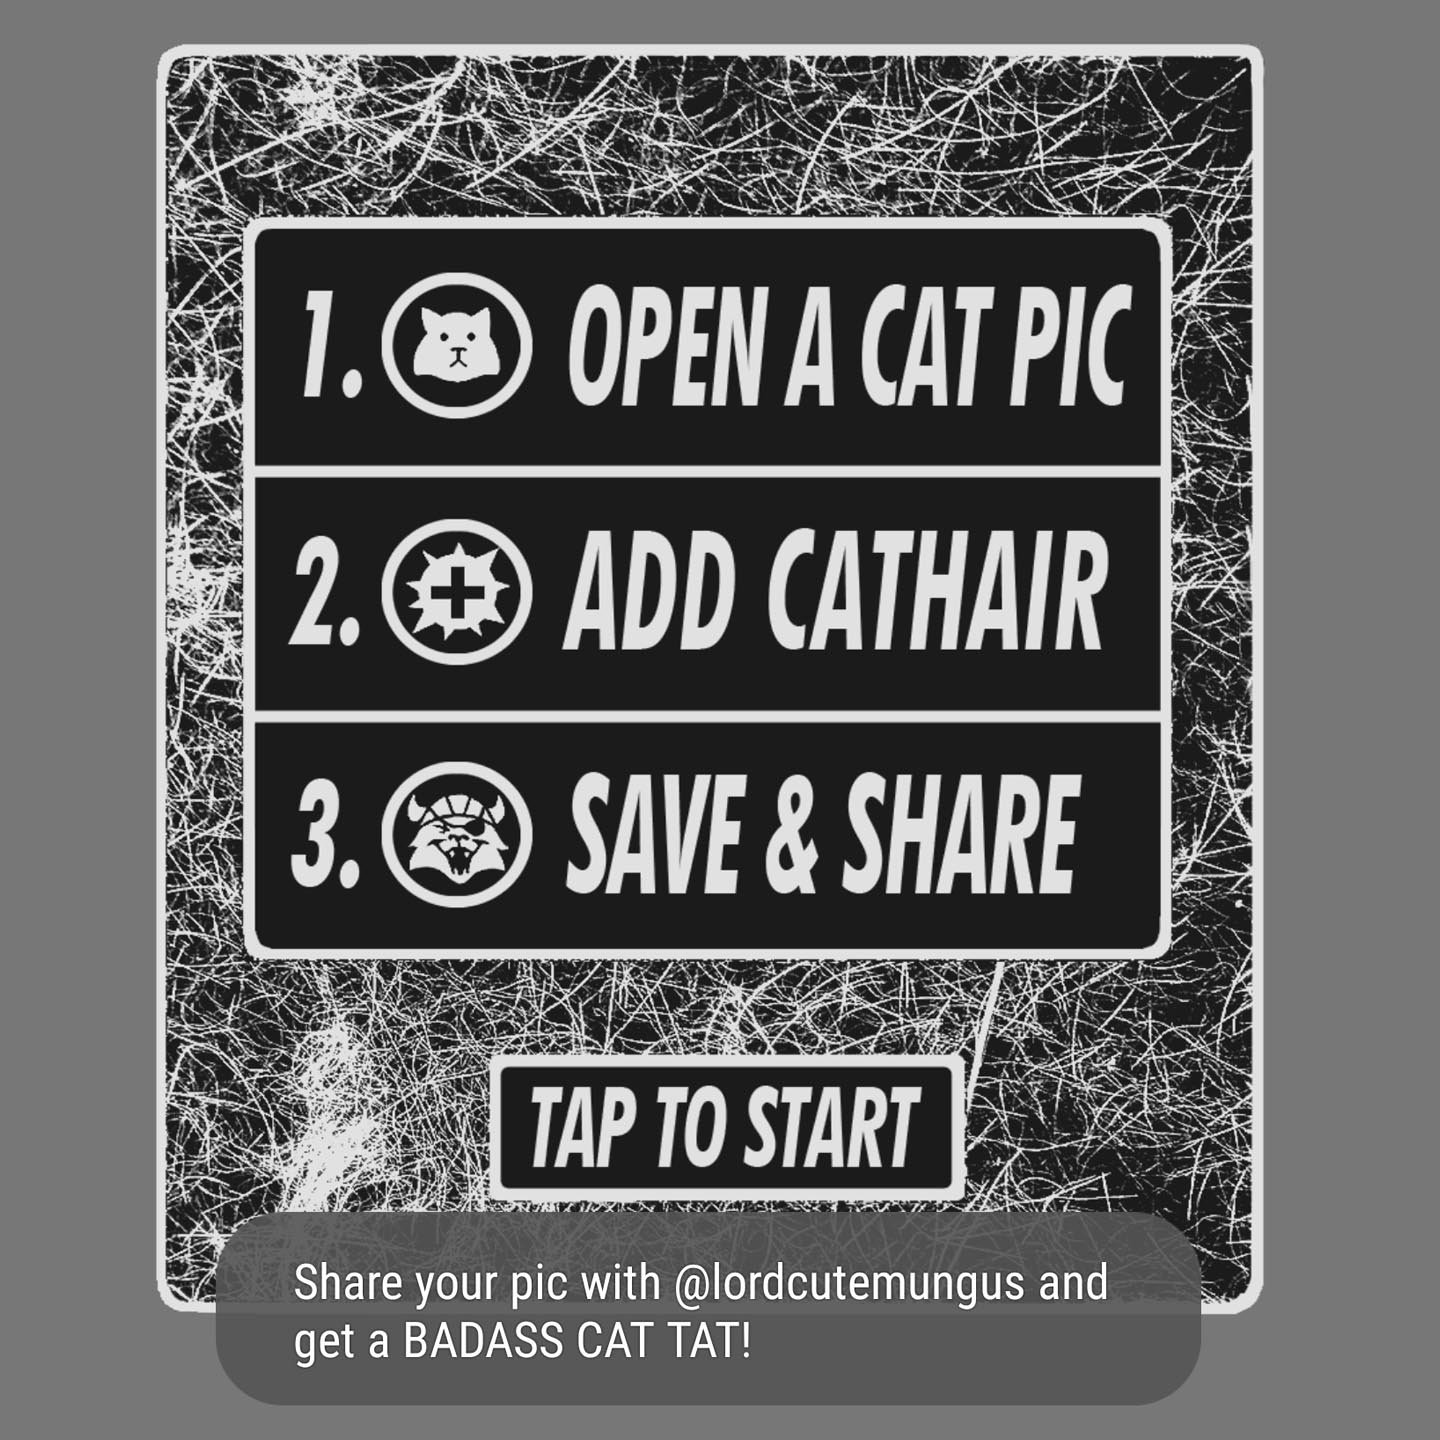 1. OPEN A CAT PIC
2. ADD CATHAIR
3. SAVE & SHARE
TAP TO START
Share your pic with @lordcutemungus and
get a BADASS CAT TAT!